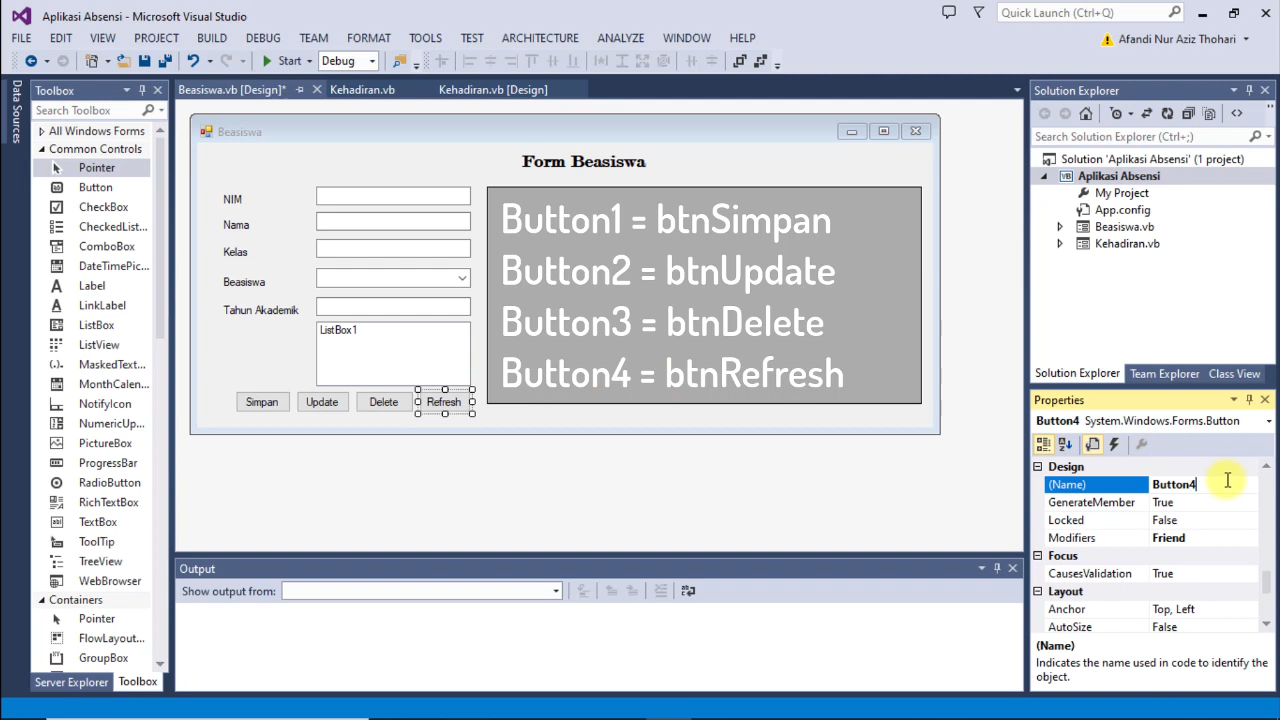 Aplikasi Absensi - Microsoft Visual Studio
Quick Launch (Ctrl+Q)
FILE EDIT VIEW PROJECT BUILD DEBUG TEAM FORMAT TOOLS TEST ARCHITECTURE ANALYZE WINDOW HELP
Afandi Nur Aziz Thohari
Start Debug
Data Sources
Toolbox
Search Toolbox
All Windows Forms
Common Controls
Pointer
Button
CheckBox
CheckedList...
ComboBox
DateTimePic...
Label
LinkLabel
ListBox
ListView
MaskedText...
MonthCalen...
NotifyIcon
NumericUp...
PictureBox
ProgressBar
RadioButton
RichTextBox
TextBox
ToolTip
TreeView
WebBrowser
Containers
Pointer
FlowLayout...
GroupBox
Server Explorer Toolbox
Beasiswa.vb [Design]* Kehadiran.vb Kehadiran.vb [Design]
Beasiswa
Form Beasiswa
NIM
Nama
Kelas
Beasiswa
Tahun Akademik
ListBox1
Simpan Update Delete Refresh
Button1 = btnSimpan
Button2 = btnUpdate
Button3 = btnDelete
Button4 = btnRefresh
Output
Show output from:
Solution Explorer
Search Solution Explorer (Ctrl+;)
Solution 'Aplikasi Absensi' (1 project)
VB Aplikasi Absensi
My Project
App.config
Beasiswa.vb
Kehadiran.vb
Solution Explorer Team Explorer Class View
Properties
Button4 System.Windows.Forms.Button
Design
(Name) Button4
GenerateMember True
Locked False
Modifiers Friend
Focus
CausesValidation True
Layout
Anchor Top, Left
AutoSize False
(Name)
Indicates the name used in code to identify the
object.